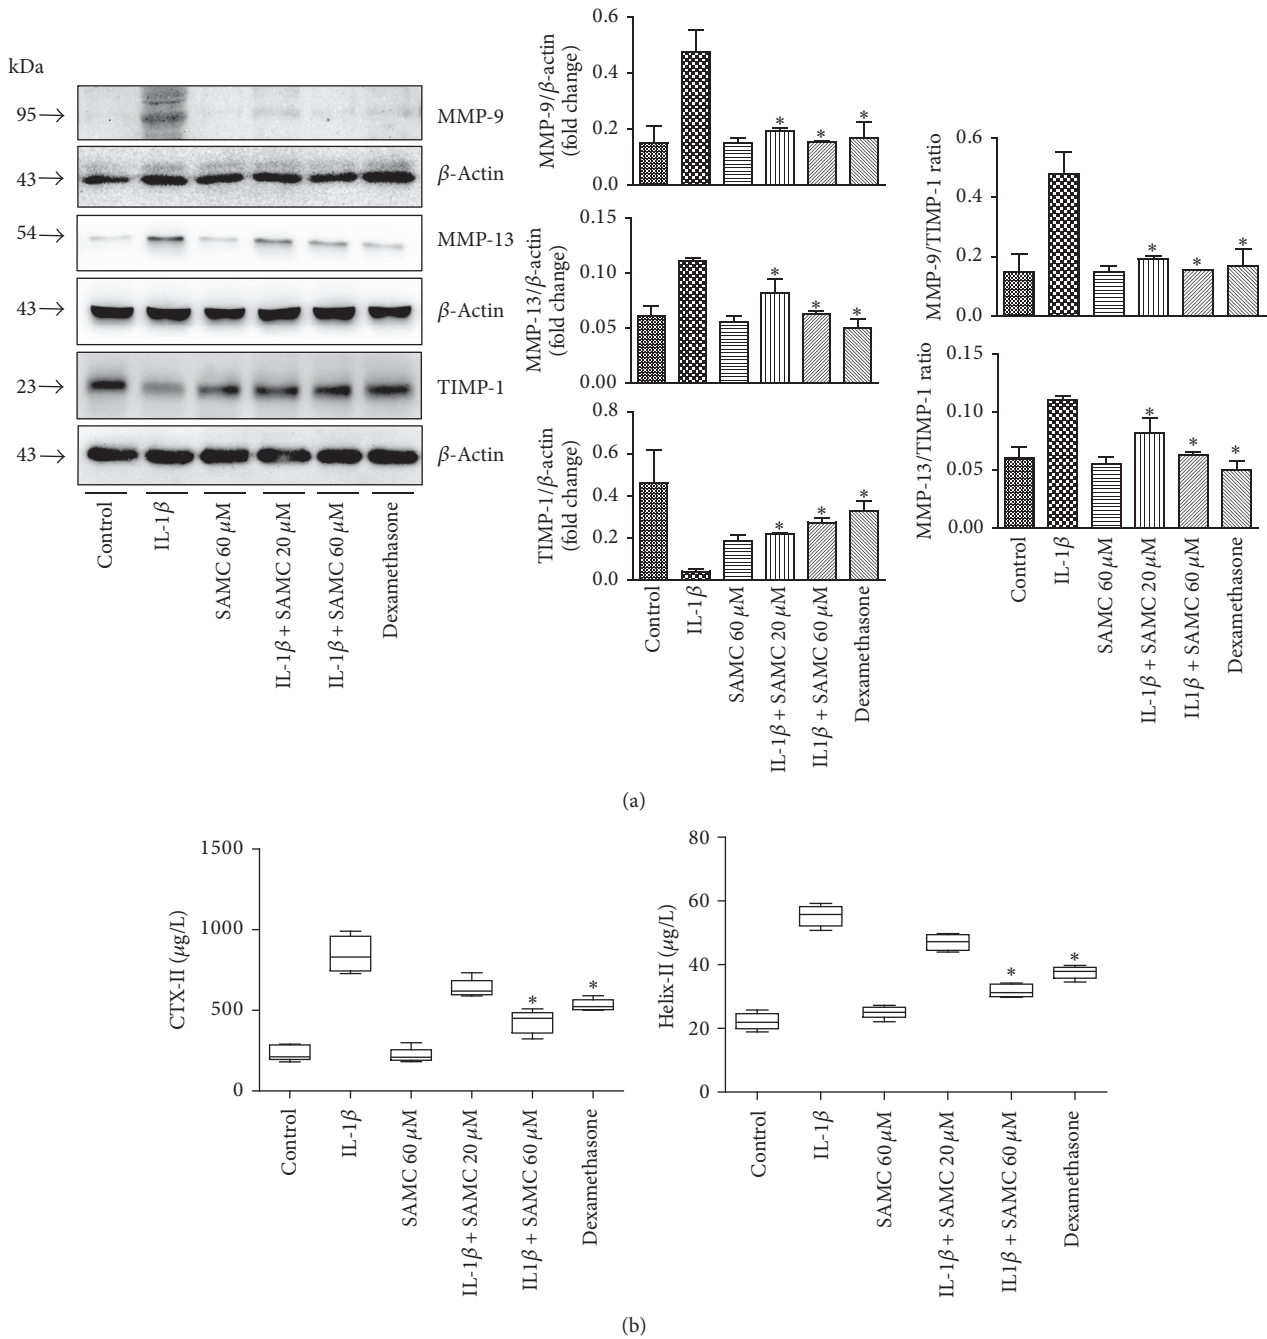 kDa
95→ MMP-9
43→ β-Actin
54→ MMP-13
43→ β-Actin
23→ TIMP-1
43→ β-Actin
Control
IL-1β
SAMC 60 μM
IL-1β + SAMC 20 μM
IL-1β + SAMC 60 μM
Dexamethasone
MMP-9/β-actin
(fold change)
0.6
0.4
0.2
0.0
* * *
MMP-13/β-actin
(fold change)
0.15
0.10
0.05
0.00
* * *
TIMP-1/β-actin
(fold change)
0.8
0.6
0.4
0.2
0.0
* * *
Control
IL-1β
SAMC 60 μM
IL-1β + SAMC 20 μM
IL1β + SAMC 60 μM
Dexamethasone
MMP-9/TIMP-1 ratio
0.6
0.4
0.2
0.0
* * *
MMP-13/TIMP-1 ratio
0.15
0.10
0.05
0.00
* * *
Control
IL-1β
SAMC 60 μM
IL-1β + SAMC 20 μM
IL1β + SAMC 60 μM
Dexamethasone
(a)
CTX-II (μg/L)
1500
1000
500
0
* *
Control
IL-1β
SAMC 60 μM
IL-1β + SAMC 20 μM
IL1β + SAMC 60 μM
Dexamethasone
Helix-II (μg/L)
80
60
40
20
0
* *
Control
IL-1β
SAMC 60 μM
IL-1β + SAMC 20 μM
IL1β + SAMC 60 μM
Dexamethasone
(b)